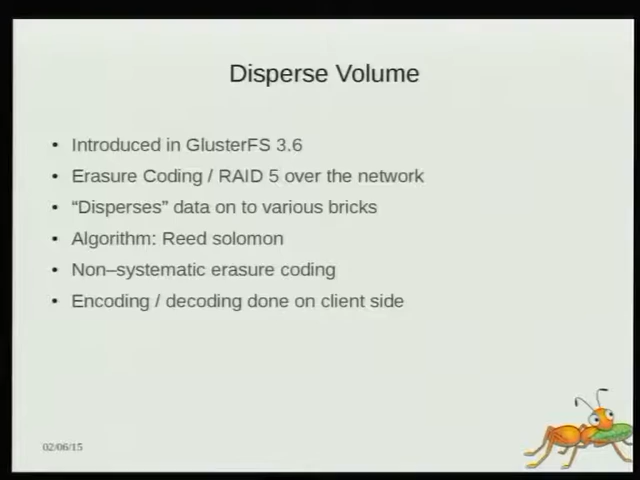 Disperse Volume
• Introduced in GlusterFS 3.6
• Erasure Coding / RAID 5 over the network
• “Disperses” data on to various bricks
• Algorithm: Reed solomon
• Non–systematic erasure coding
• Encoding / decoding done on client side
02/06/15